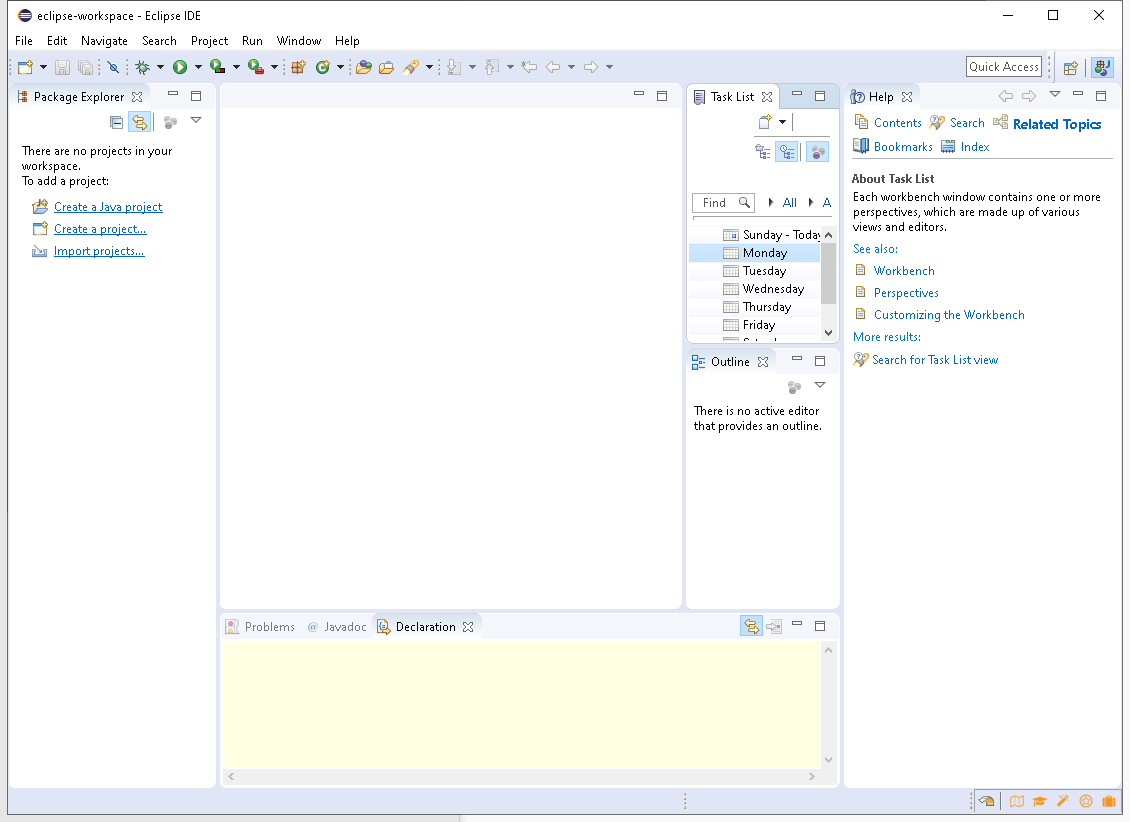 eclipse-workspace - Eclipse IDE
File Edit Navigate Search Project Run Window Help
Quick Access
Package Explorer
There are no projects in your
workspace.
To add a project:
Create a Java project
Create a project...
Import projects...
Task List
Find All A
Sunday - Today
Monday
Tuesday
Wednesday
Thursday
Friday
Outline
There is no active editor
that provides an outline.
Problems @ Javadoc Declaration
Help
Contents Search Related Topics
Bookmarks Index
About Task List
Each workbench window contains one or more
perspectives, which are made up of various
views and editors.
See also:
Workbench
Perspectives
Customizing the Workbench
More results:
Search for Task List view